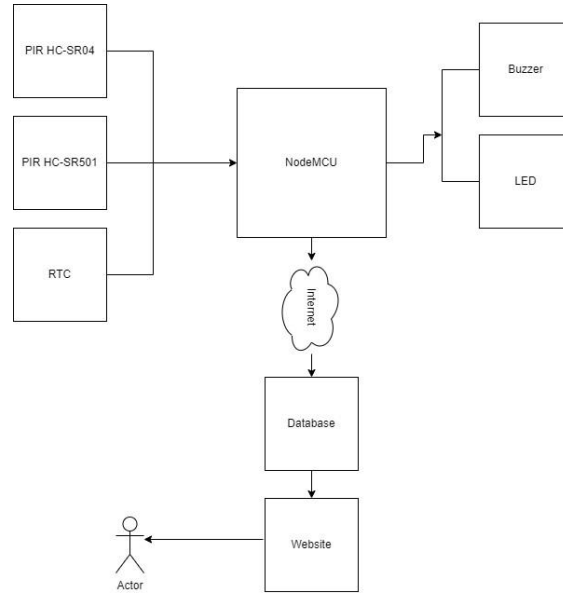 PIR HC-SR04
Buzzer
PIR HC-SR501
NodeMCU
LED
RTC
Internet
Database
Website
Actor